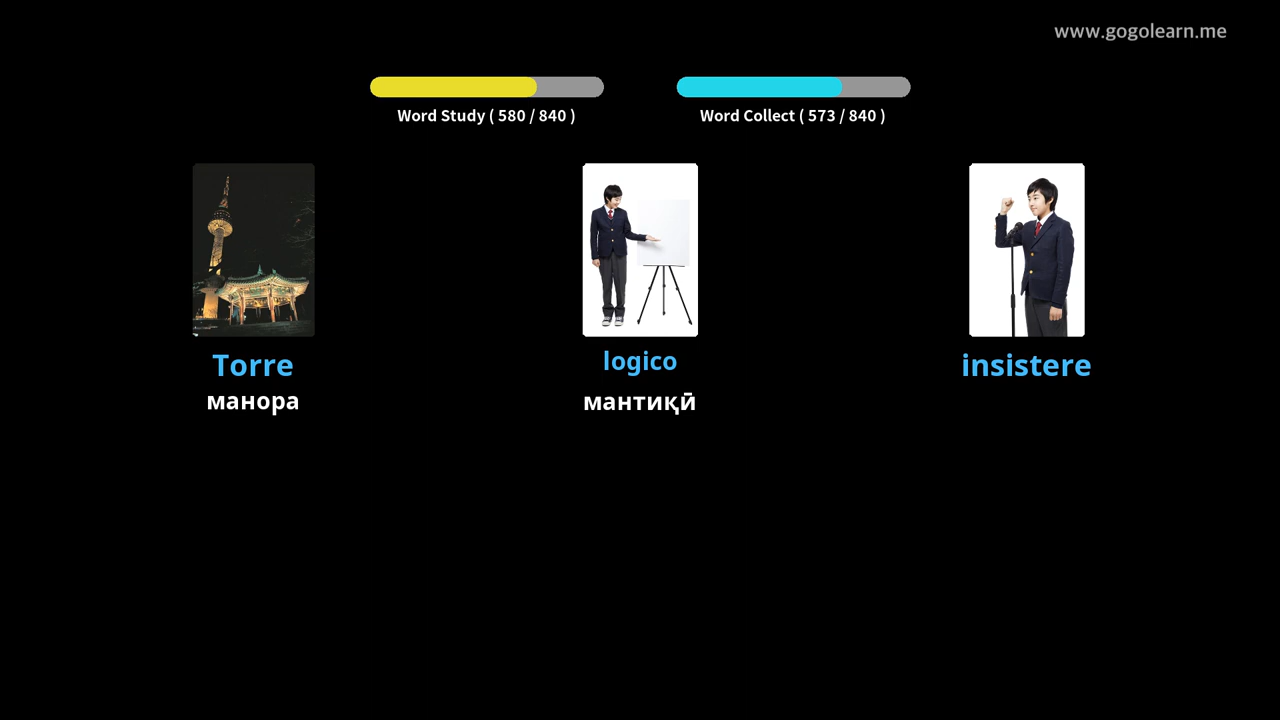 www.gogolearn.me
Word Study ( 580 / 840 )
Word Collect ( 573 / 840 )
Torre
манора
logico
мантиқӣ
insistere